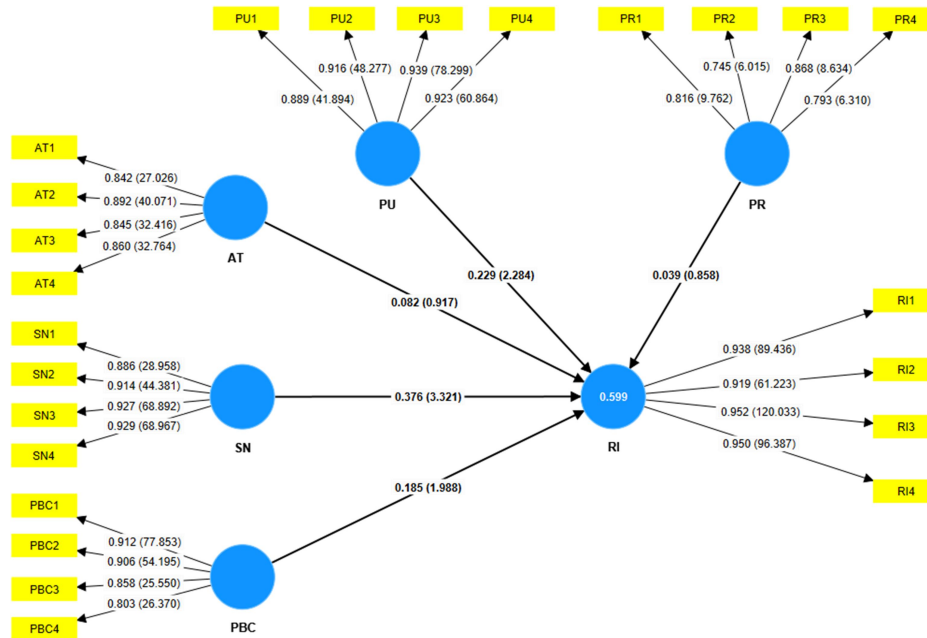 PU1
PU2
PU3
PU4
PR1
PR2
PR3
PR4
0.889 (41.894)
0.916 (48.277)
0.939 (78.299)
0.923 (60.864)
0.816 (9.762)
0.745 (6.015)
0.868 (8.634)
0.793 (6.310)
PU
PR
AT1
AT2
AT3
AT4
0.842 (27.026)
0.892 (40.071)
0.845 (32.416)
0.860 (32.764)
AT
0.229 (2.284)
0.039 (0.858)
0.082 (0.917)
SN1
SN2
SN3
SN4
0.886 (28.958)
0.914 (44.381)
0.927 (68.892)
0.929 (68.967)
SN
0.376 (3.321)
0.599
RI
0.938 (89.436)
0.919 (61.223)
0.952 (120.033)
0.950 (96.387)
RI1
RI2
RI3
RI4
0.185 (1.988)
PBC1
PBC2
PBC3
PBC4
0.912 (77.853)
0.906 (54.195)
0.858 (25.550)
0.803 (26.370)
PBC